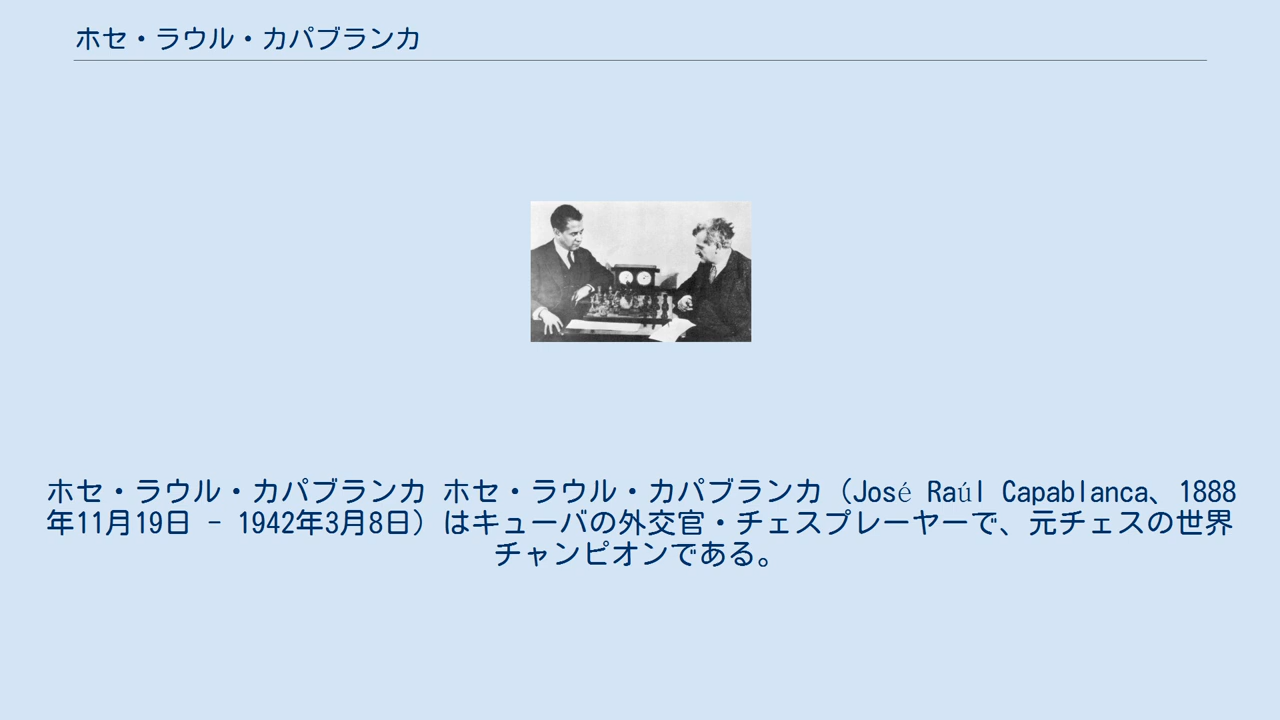 ホセ・ラウル・カパブランカ
ホセ・ラウル・カパブランカ ホセ・ラウル・カパブランカ（José Raúl Capablanca、1888
年11月19日 – 1942年3月8日）はキューバの外交官・チェスプレーヤーで、元チェスの世界
チャンピオンである。